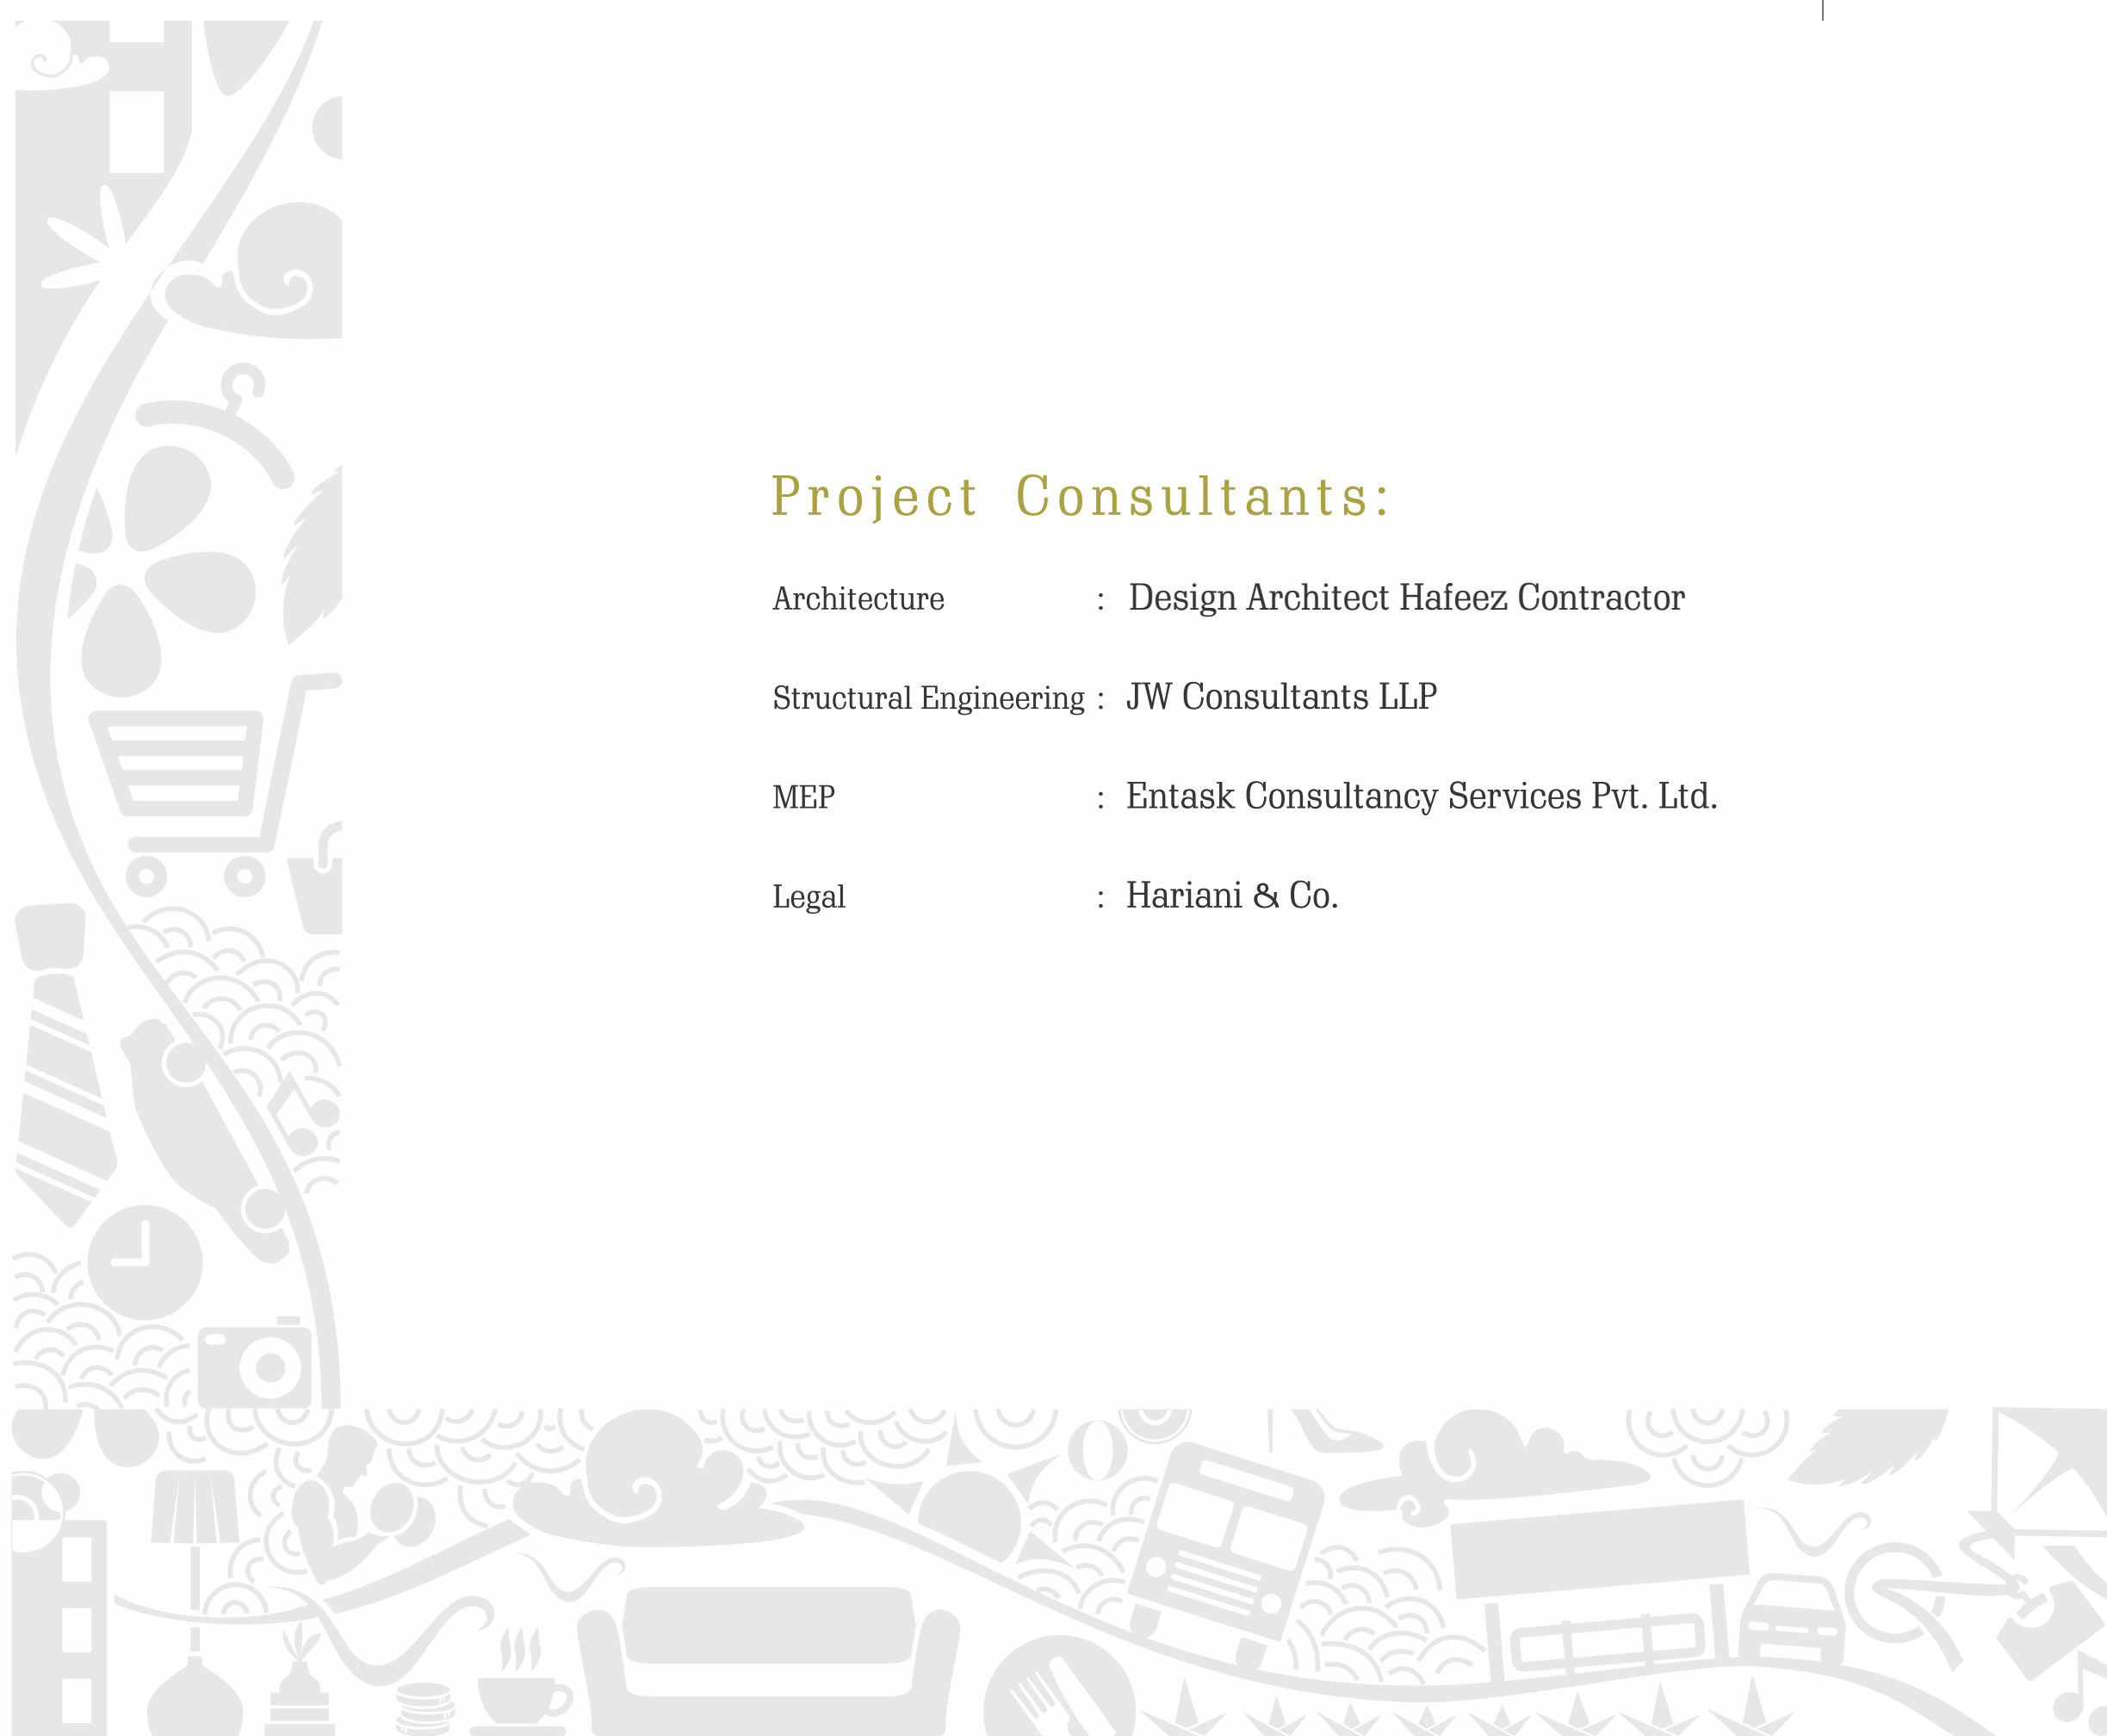 Project Consultants:
Architecture : Design Architect Hafeez Contractor
Structural Engineering : JW Consultants LLP
MEP : Entask Consultancy Services Pvt. Ltd.
Legal : Hariani & Co.